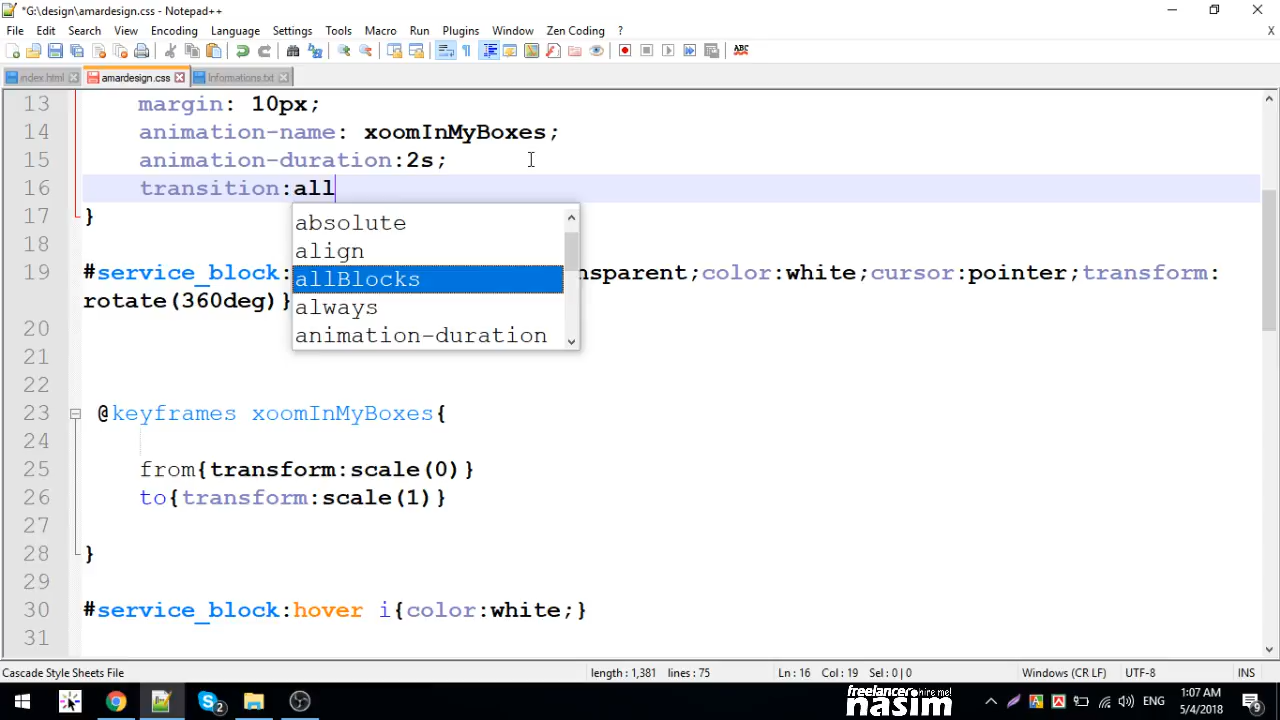 *G:\design\amardesign.css - Notepad++
File Edit Search View Encoding Language Settings Tools Macro Run Plugins Window Zen Coding ? X
ABC
index.html amardesign.css Informations.txt
13 margin: 10px;
14 animation-name: xoomInMyBoxes;
15 animation-duration:2s;
16 transition:all
17 }
absolute
18
align
19 #service_block: nsparent;color:white;cursor:pointer;transform:
allBlocks
rotate(360deg)}
always
20
animation-duration
21
22
23 @keyframes xoomInMyBoxes{
24
25 from{transform:scale(0)}
26 to{transform:scale(1)}
27
28 }
29
30 #service_block:hover i{color:white;}
31
Cascade Style Sheets File length : 1,381 lines : 75 Ln : 16 Col : 19 Sel : 0 | 0 Windows (CR LF) UTF-8 INS
2 ENG 1:07 AM
5/4/2018 9
nasim